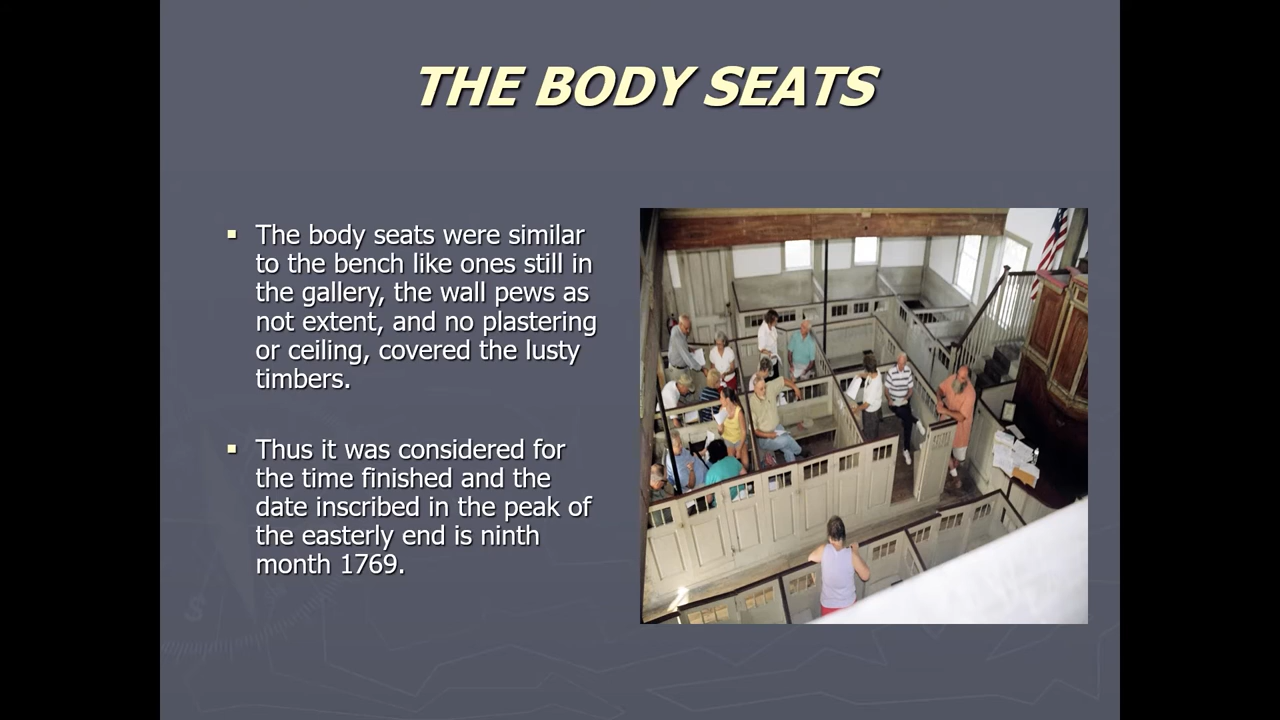 THE BODY SEATS
The body seats were similar
to the bench like ones still in
the gallery, the wall pews as
not extent, and no plastering
or ceiling, covered the lusty
timbers.
Thus it was considered for
the time finished and the
date inscribed in the peak of
the easterly end is ninth
month 1769.